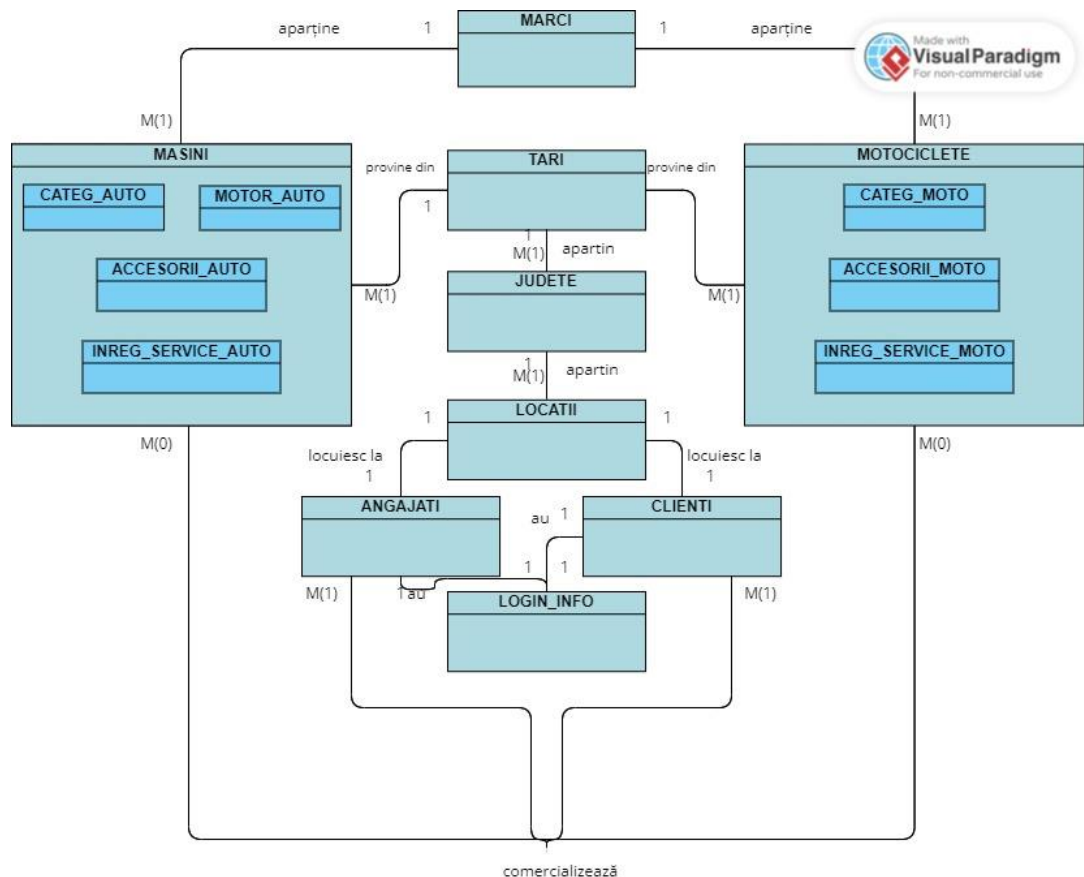 MARCI
aparține
1
1
aparține
Made with
Visual Paradigm
For non-commercial use
M(1)
M(1)
MASINI
CATEG_AUTO
MOTOR_AUTO
ACCESORII_AUTO
INREG_SERVICE_AUTO
provine din
1
TARI
provine din
1
M(1)
M(1)
MOTOCICLETE
CATEG_MOTO
ACCESORII_MOTO
INREG_SERVICE_MOTO
1
M(1)
apartin
JUDETE
1
M(1)
apartin
LOCATII
1
1
M(0)
M(0)
locuiesc la
1
locuiesc la
1
ANGAJATI
CLIENTI
au
1
1
1
M(1)
1 au
M(1)
LOGIN_INFO
comercializează